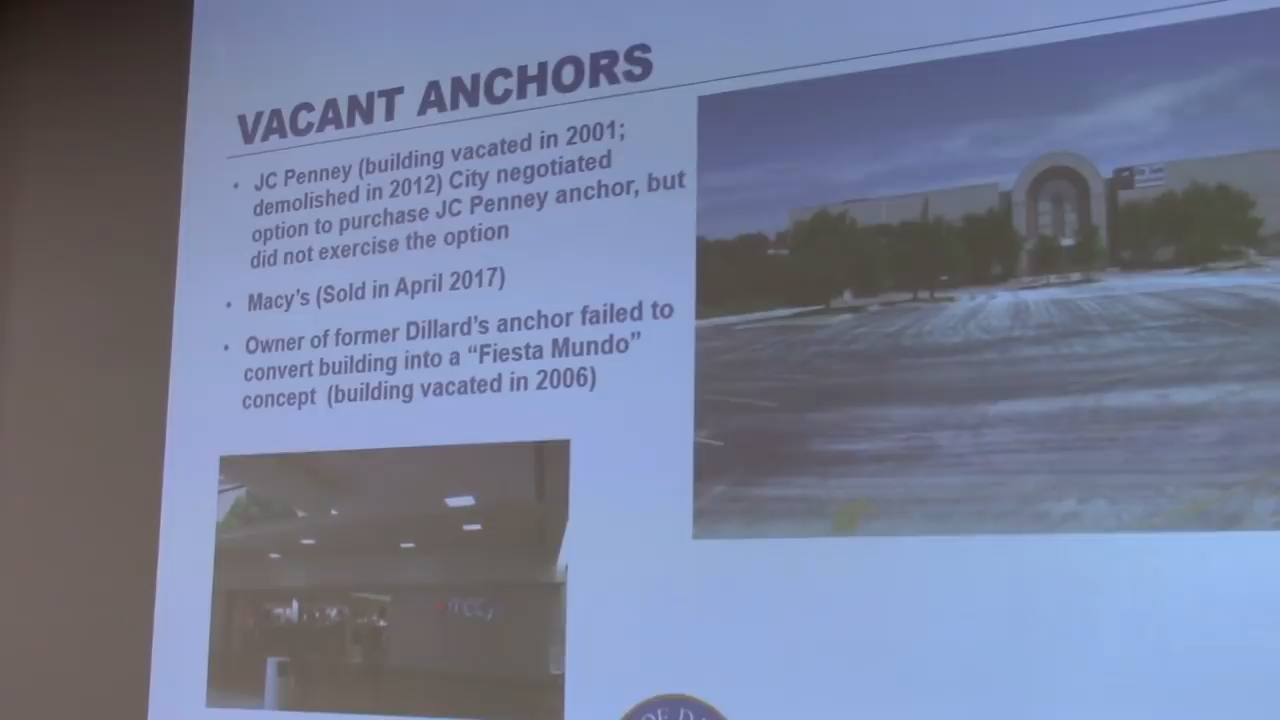 VACANT ANCHORS
• JC Penney (building vacated in 2001;
demolished in 2012) City negotiated
option to purchase JC Penney anchor, but
did not exercise the option
• Macy's (Sold in April 2017)
• Owner of former Dillard's anchor failed to
convert building into a “Fiesta Mundo”
concept (building vacated in 2006)
OF DA